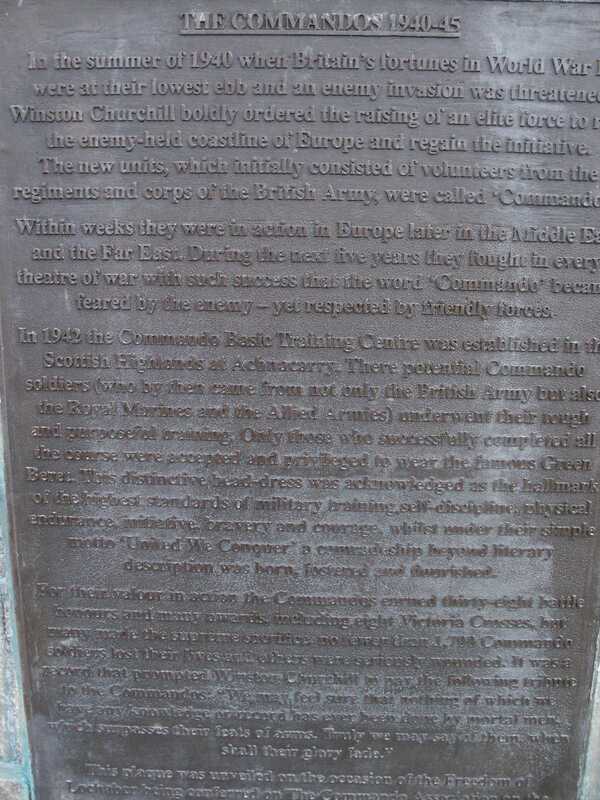 THE COMMANDOS 1940-45
In the summer of 1940 when Britain's fortunes in World War
were at their lowest ebb and an enemy invasion was threatened
Winston Churchill boldly ordered the raising of an elite force to
the enemy-held coastline of Europe and regain the initiative.
The new units, which initially consisted of volunteers from the
regiments and corps of the British Army, were called 'Commando
Within weeks they were in action in Europe later in the Middle Ea
and the Far East. During the next five years they fought in every
theatre of war with such success that the word 'Commando' becam
feared by the enemy – yet respected by friendly forces.
In 1942 the Commando Basic Training Centre was established in th
Scottish Highlands at Achnacarry. There potential Commando
soldiers (who by then came from not only the British Army but also
the Royal Marines and the Allied Armies) underwent their tough
and purposeful training. Only those who successfully completed all
the course were accepted and privileged to wear the famous Green
Beret. This distinctive head-dress was acknowledged as the hallmark
of the highest standards of military training, self-discipline, physical
endurance, initiative, bravery and courage, whilst under their simple
motto 'United We Conquer' a comradeship beyond literary
description was born, fostered and flourished.
For their valour in action the Commandos earned thirty-eight battle
honours and many awards, including eight Victoria Crosses, but
many made the supreme sacrifice no fewer than Commando
soldiers lost their lives and others were seriously wounded. It was a
record that prompted Winston Churchill to pay the following tribute
to the Commandos: "We may feel sure that nothing of which we
have any knowledge or record has ever been done by mortal men,
which surpasses their feats of arms. Truly we may say of them, when
shall their glory fade."
This plaque was unveiled on the occasion of the Freedom of
Lochaber being conferred on The Commando Association